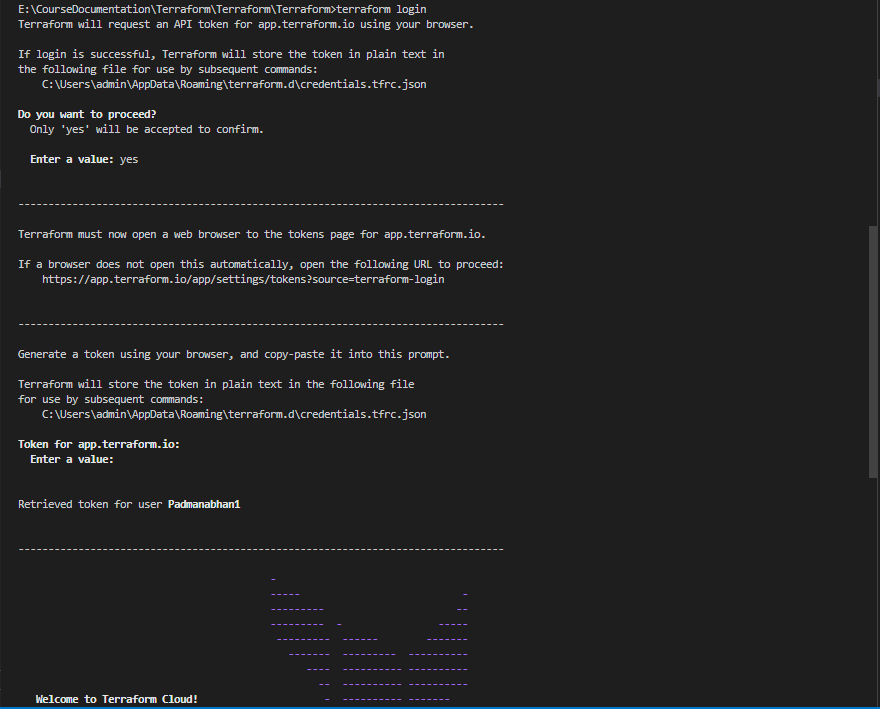 E:\CourseDocumentation\Terraform\Terraform\Terraform>terraform login
Terraform will request an API token for app.terraform.io using your browser.
If login is successful, Terraform will store the token in plain text in
the following file for use by subsequent commands:
C:\Users\admin\AppData\Roaming\terraform.d\credentials.tfrc.json
Do you want to proceed?
Only 'yes' will be accepted to confirm.
Enter a value: yes
---------------------------------------------------------------------------------
Terraform must now open a web browser to the tokens page for app.terraform.io.
If a browser does not open this automatically, open the following URL to proceed:
https://app.terraform.io/app/settings/tokens?source=terraform-login
---------------------------------------------------------------------------------
Generate a token using your browser, and copy-paste it into this prompt.
Terraform will store the token in plain text in the following file
for use by subsequent commands:
C:\Users\admin\AppData\Roaming\terraform.d\credentials.tfrc.json
Token for app.terraform.io:
Enter a value:
Retrieved token for user Padmanabhan1
---------------------------------------------------------------------------------
-
----- -
--------- --
--------- - -----
--------- ------ -------
------- --------- ----------
---- ---------- ----------
-- ---------- ----------
Welcome to Terraform Cloud! - ---------- -------